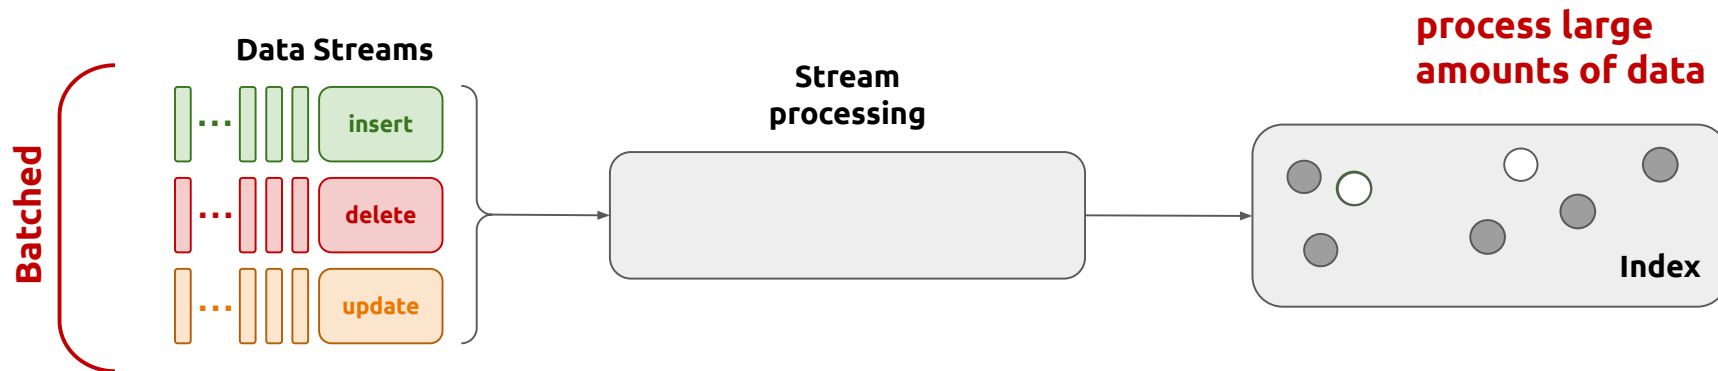 Batched
Data Streams
... insert
... delete
... update
Stream
processing
process large
amounts of data
Index